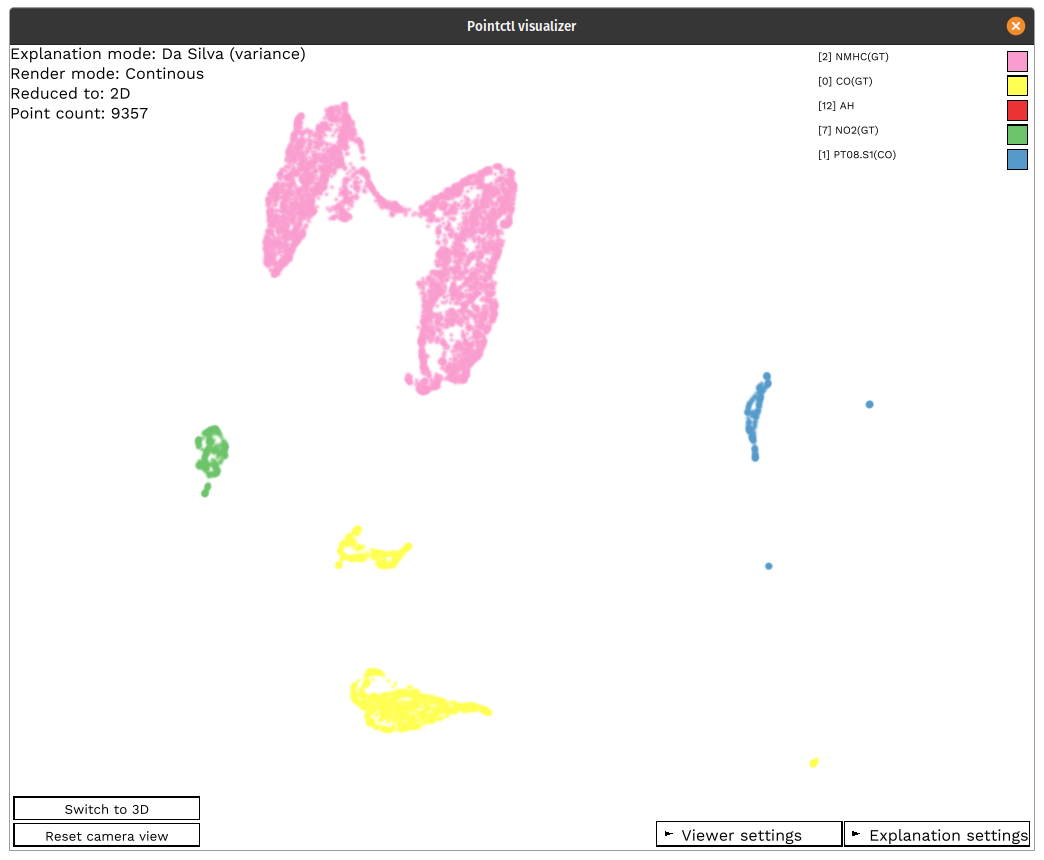 Pointctl visualizer
Explanation mode: Da Silva (variance)
Render mode: Continous
Reduced to: 2D
Point count: 9357
[2] NMHC(GT)
[0] CO(GT)
[12] AH
[7] NO2(GT)
[1] PT08.S1(CO)
Switch to 3D
Reset camera view
Viewer settings
Explanation settings